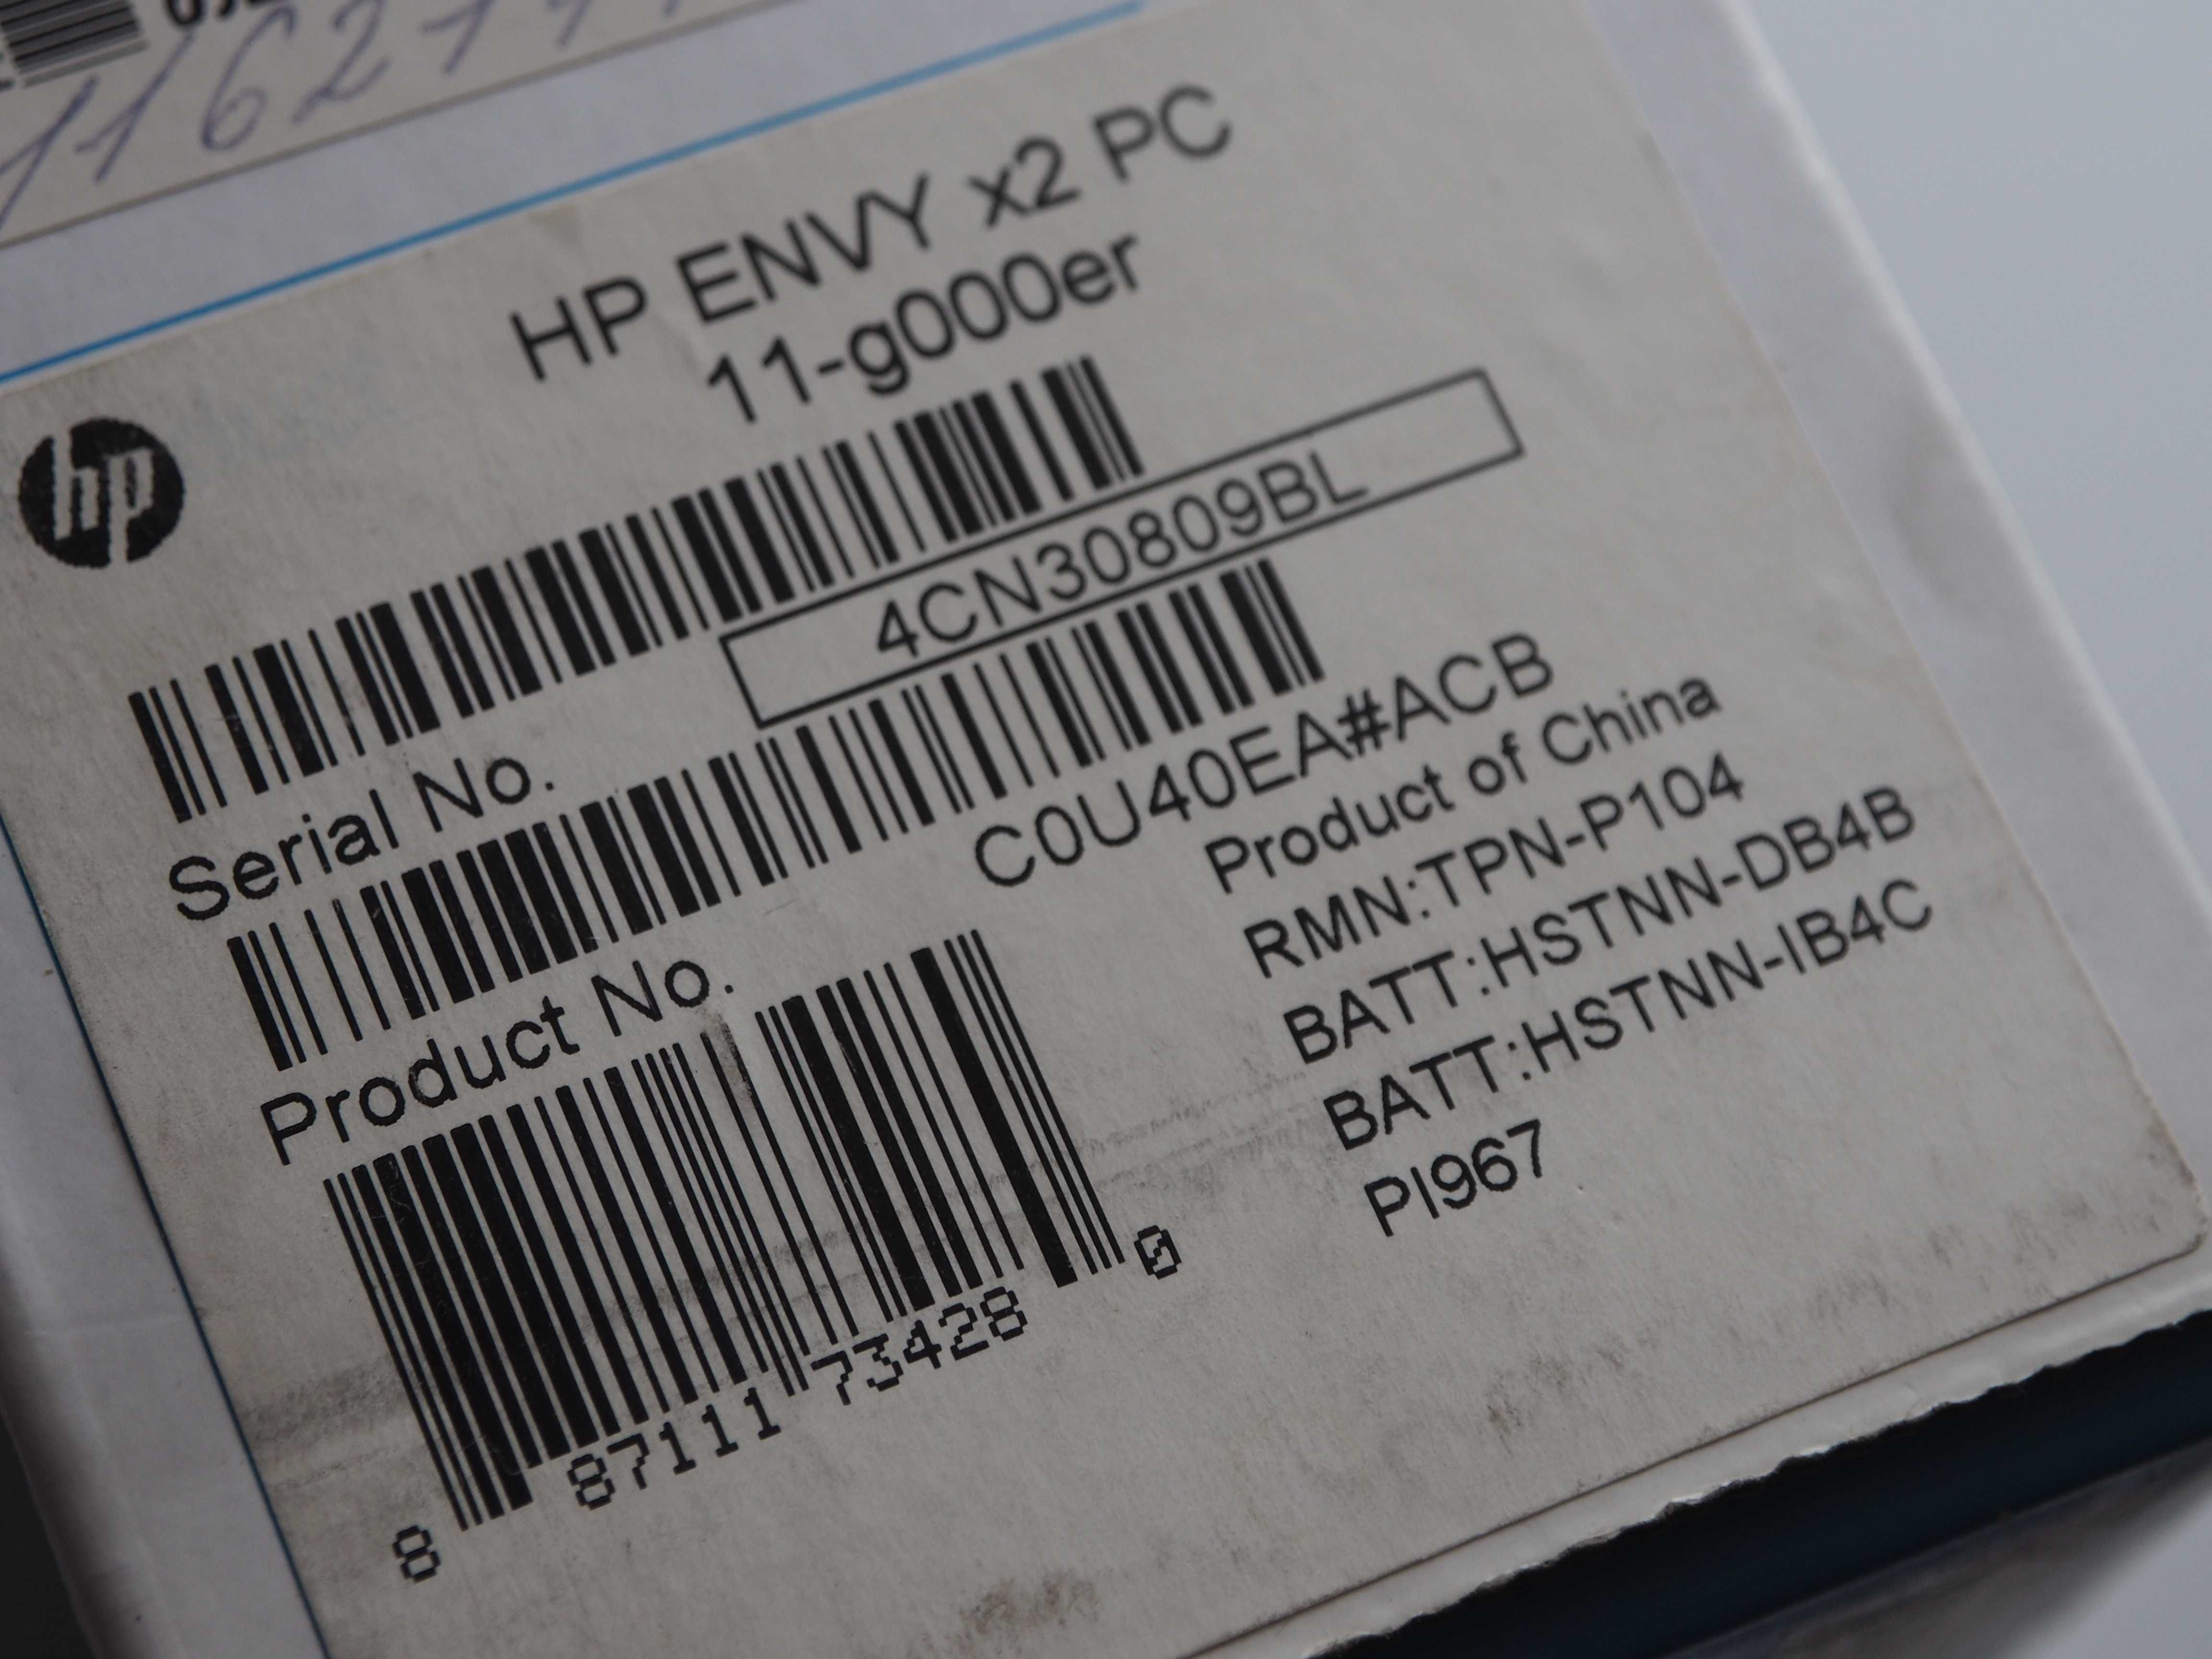 HP ENVY x2 PC
11-g000er
hp
4CN30809BL
Serial No.
C0U40EA#ACB
Product No.
Product of China
RMN:TPN-P104
BATT:HSTNN-DB4B
BATT:HSTNN-IB4C
PI967
8 87111 73428 0